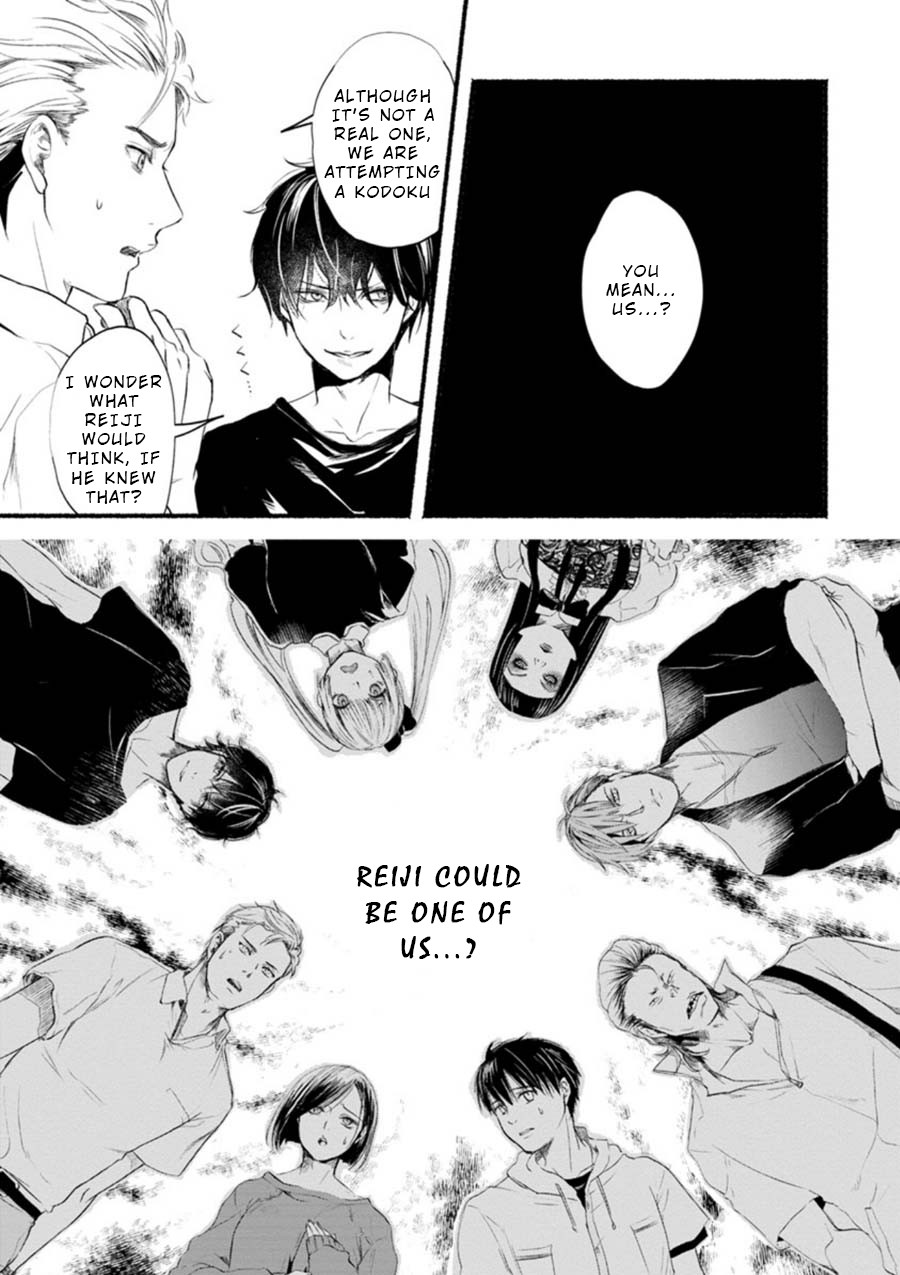 YOU
MEAN...
US...?
ALTHOUGH
IT'S NOT A
REAL ONE,
WE ARE
ATTEMPTING
A KODOKU
I WONDER
WHAT
REIJI
WOULD
THINK, IF
HE KNEW
THAT?
REIJI COULD
BE ONE OF
US...?